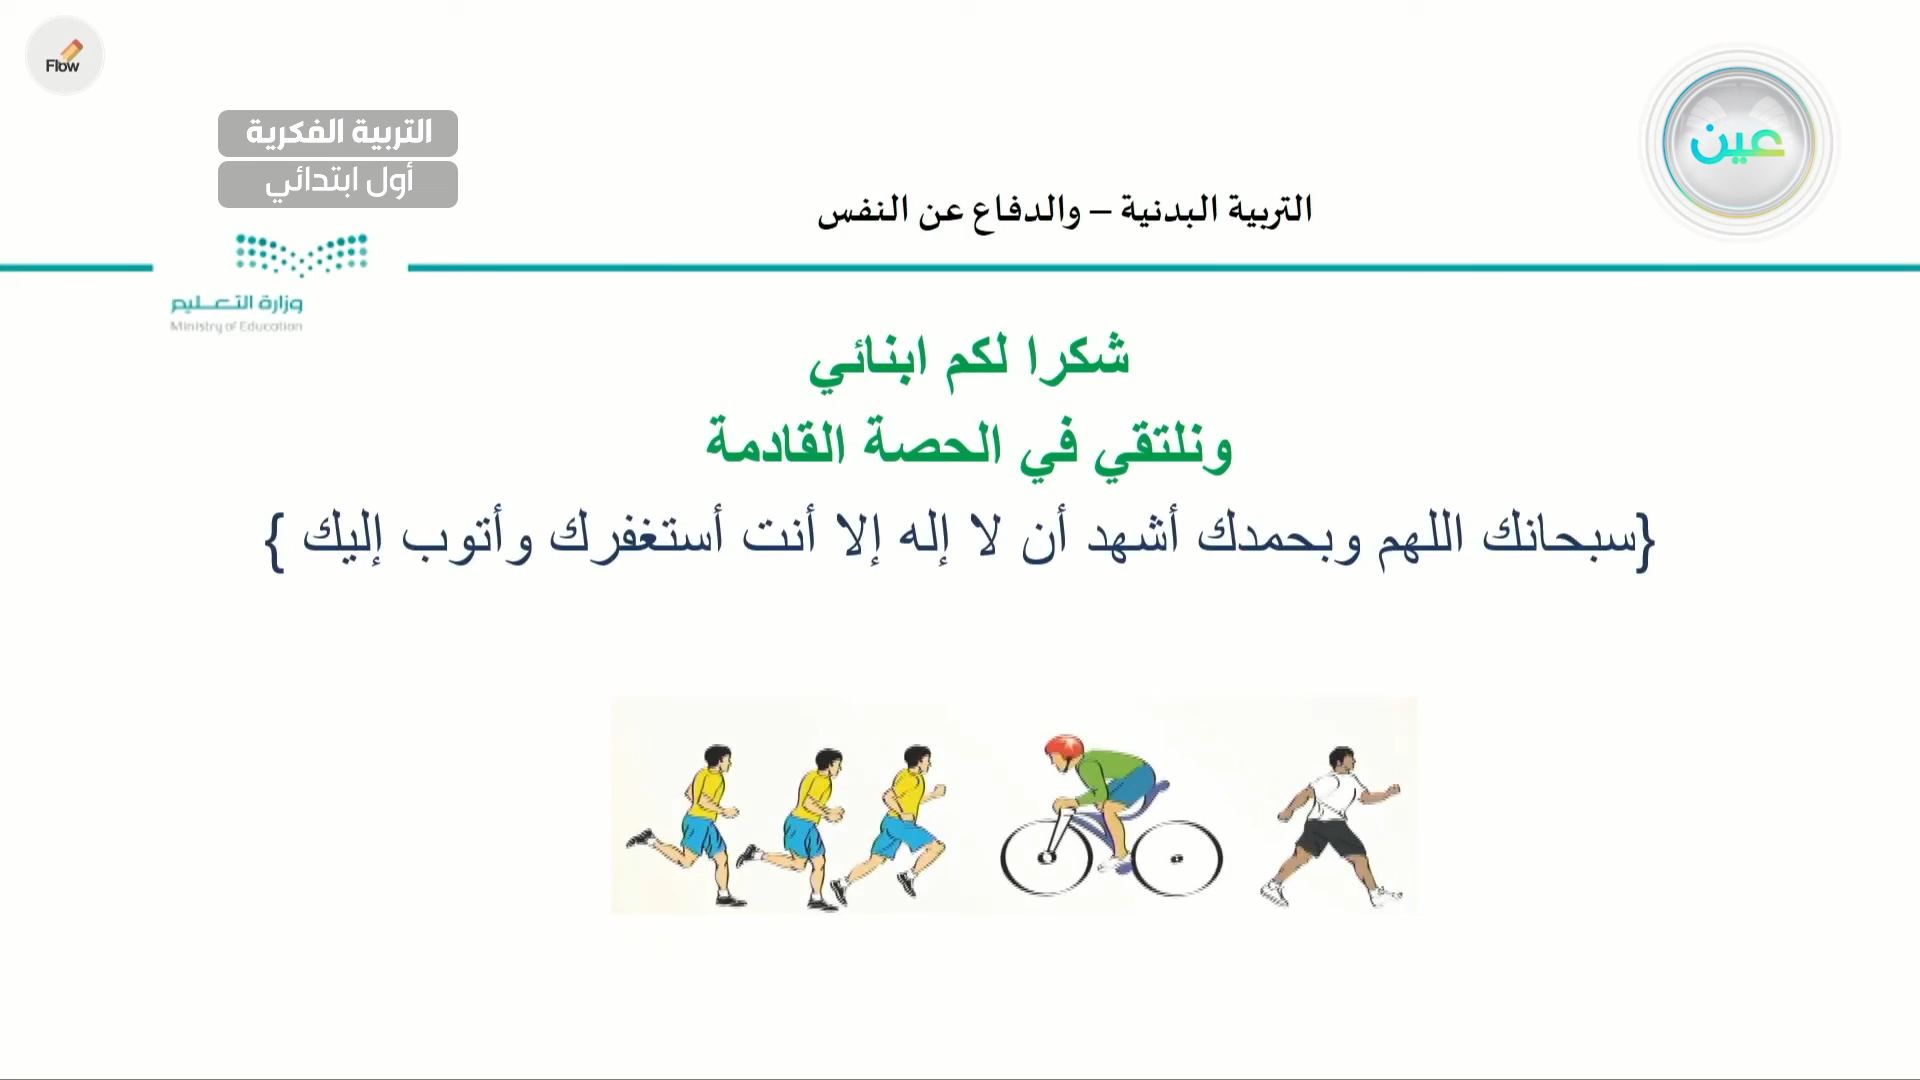 Flow
التربية الفكرية
أول ابتدائي
عين
التربية البدنية – والدفاع عن النفس
وزارة التعليم
Ministry of Education
شكرا لكم ابنائي
ونلتقي في الحصة القادمة
{سبحانك اللهم وبحمدك أشهد أن لا إله إلا أنت أستغفرك وأتوب إليك }